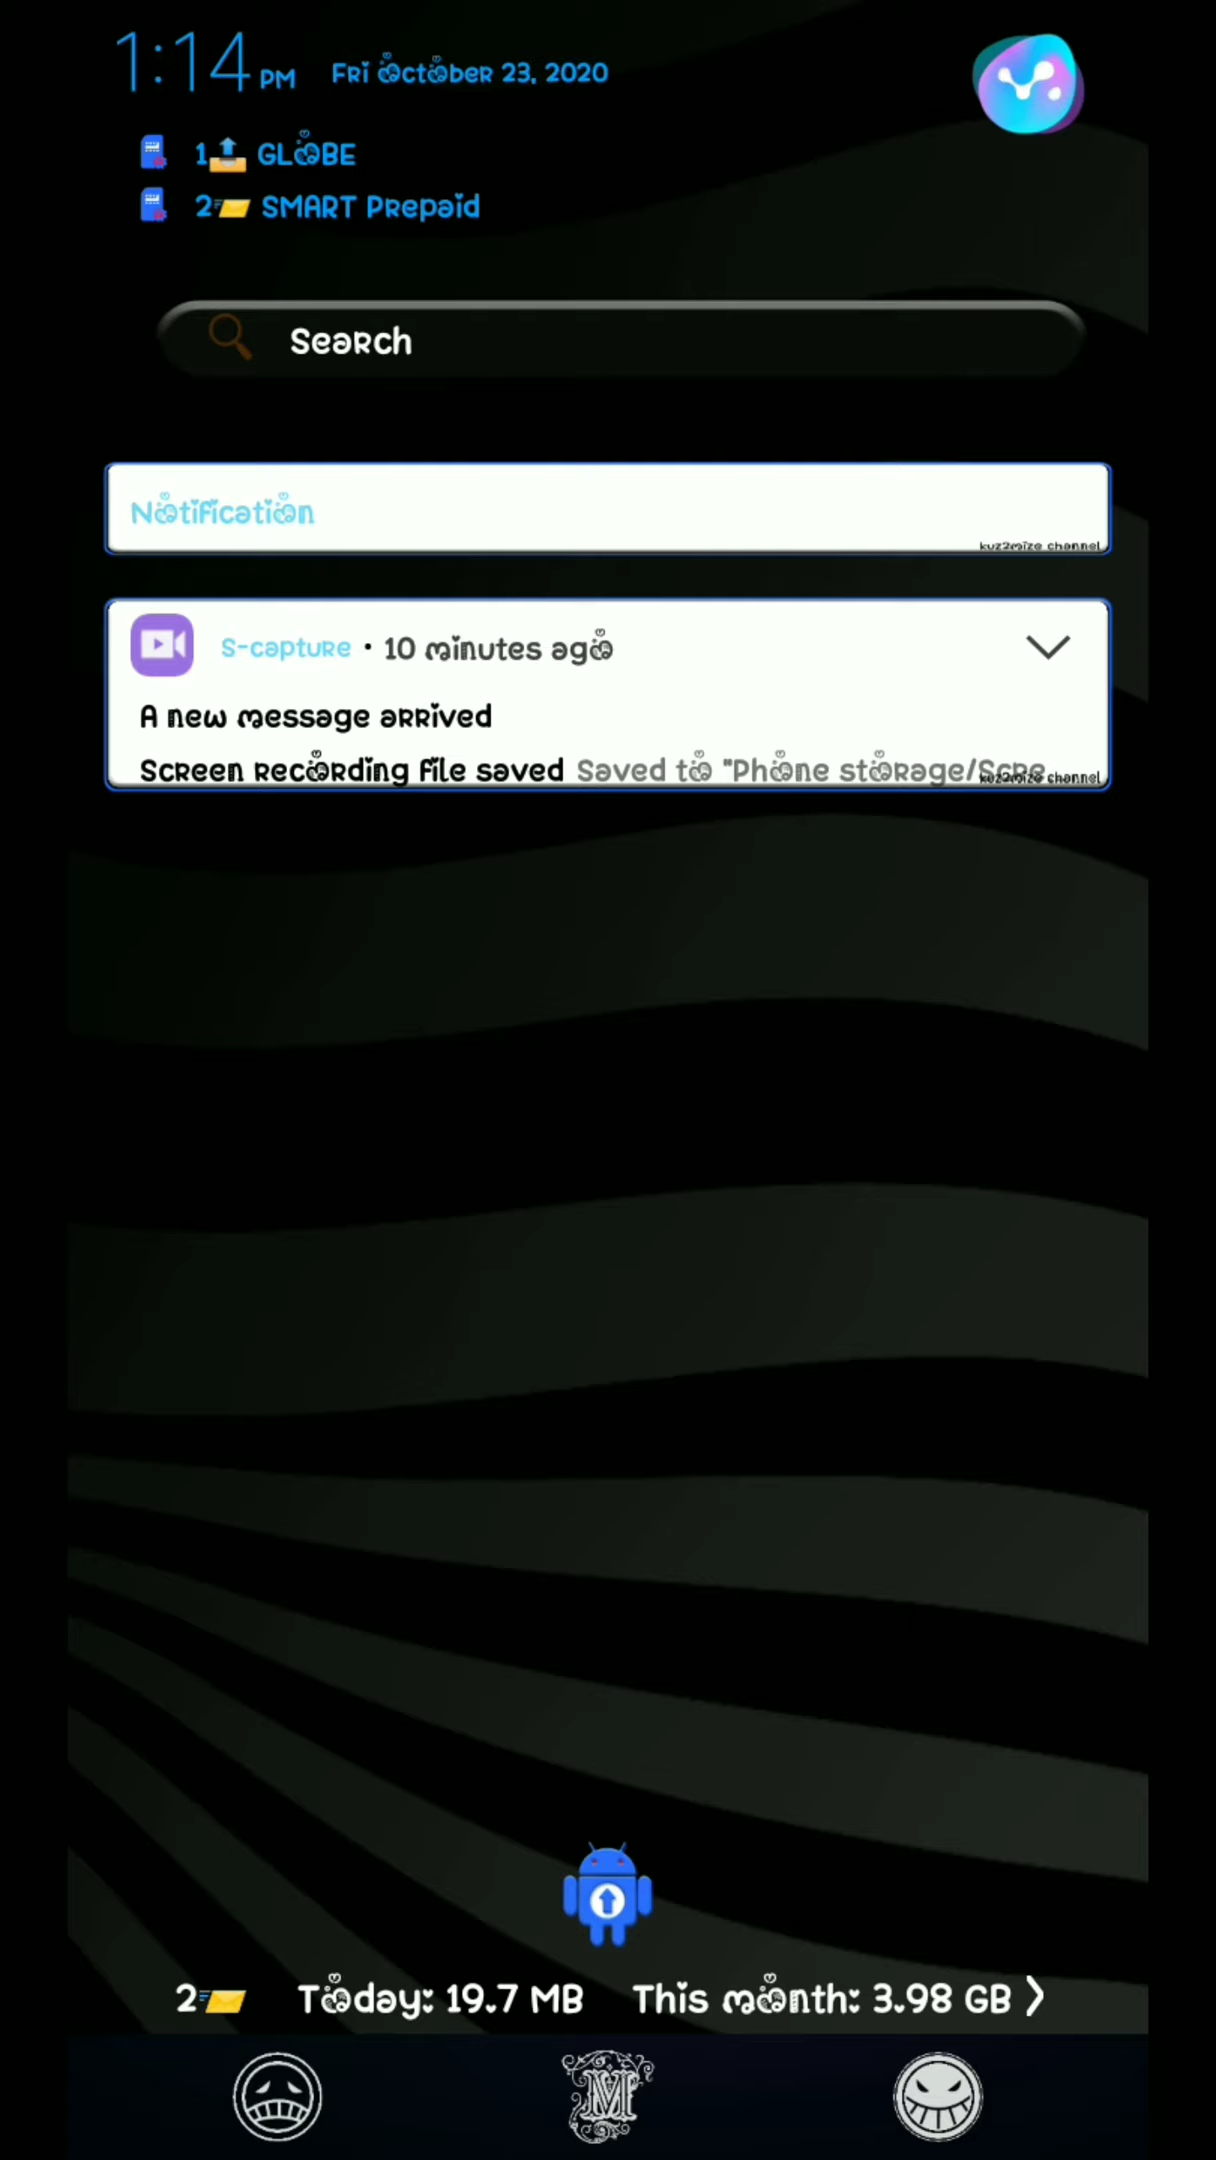 1:14 PM Fri October 23, 2020
1 GLOBE
2 SMART Prepaid
Search
Notification
kuz2mize channel
S-capture • 10 minutes ago
A new message arrived
Screen recording file saved Saved to "Phone storage/Scre
kuz2mize channel
2 Today: 19.7 MB This month: 3.98 GB
M